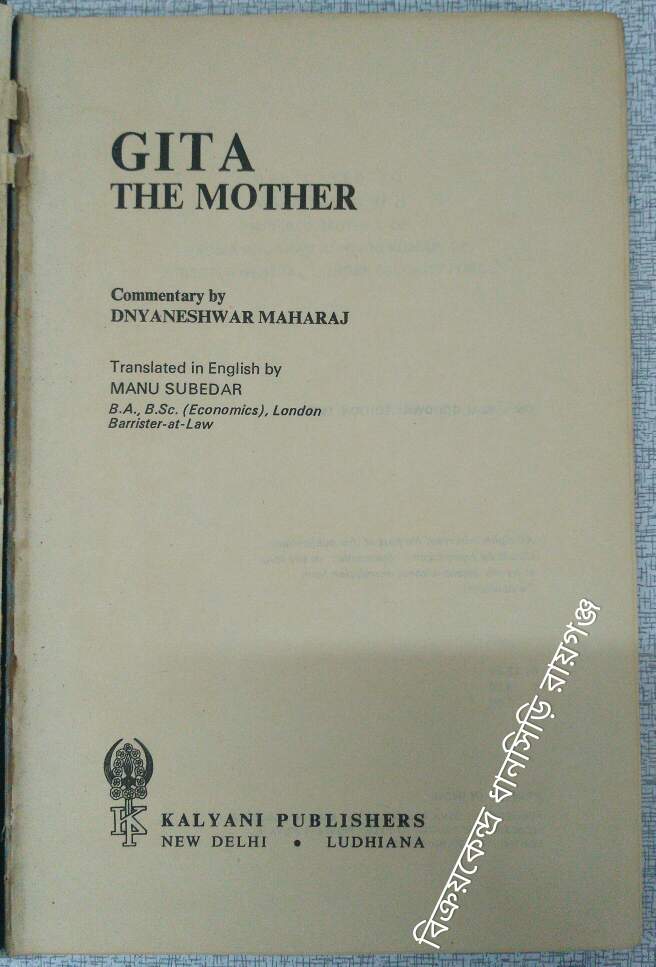 GITA
THE MOTHER
Commentary by
DNYANESHWAR MAHARAJ
Translated in English by
MANU SUBEDAR
B.A., B.Sc. (Economics), London
Barrister-at-Law
KALYANI PUBLISHERS
NEW DELHI • LUDHIANA
বিক্রয়কেন্দ্র ধানসিড়ি রায়গঞ্জ